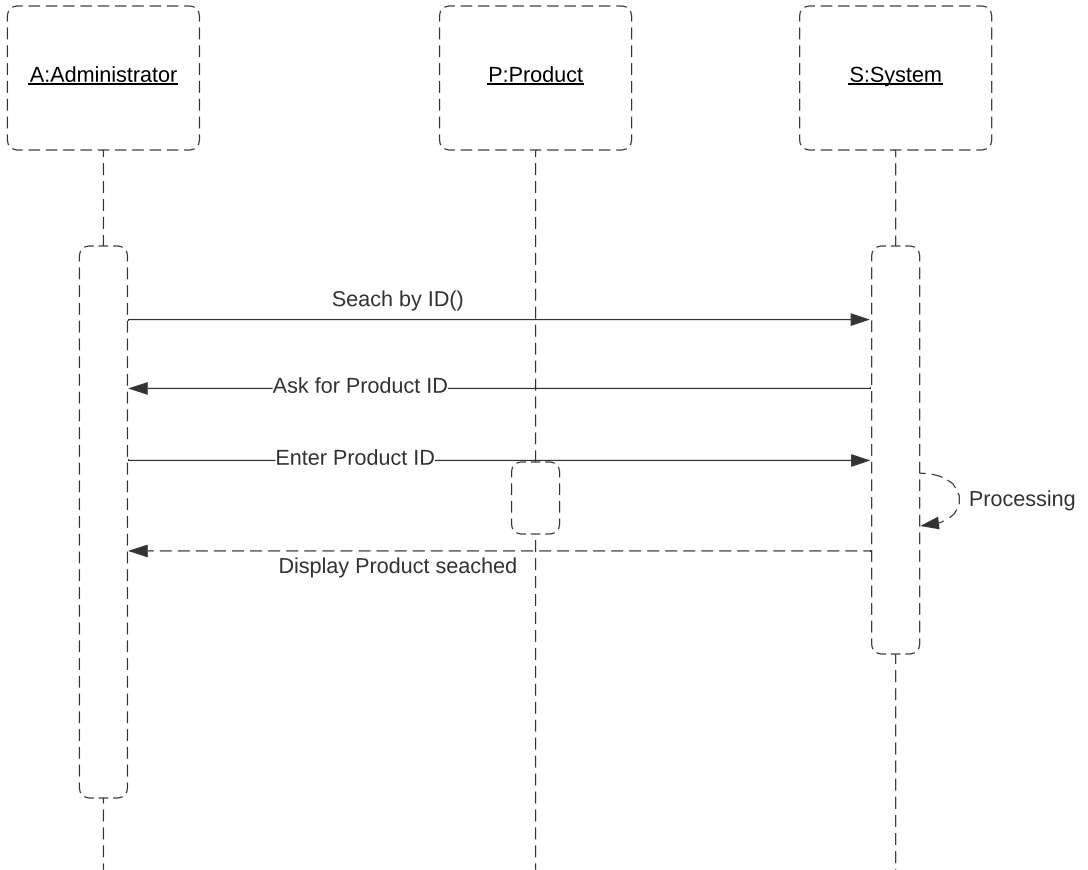 A:Administrator
P:Product
S:System
Seach by ID()
Ask for Product ID
Enter Product ID
Processing
Display Product seached